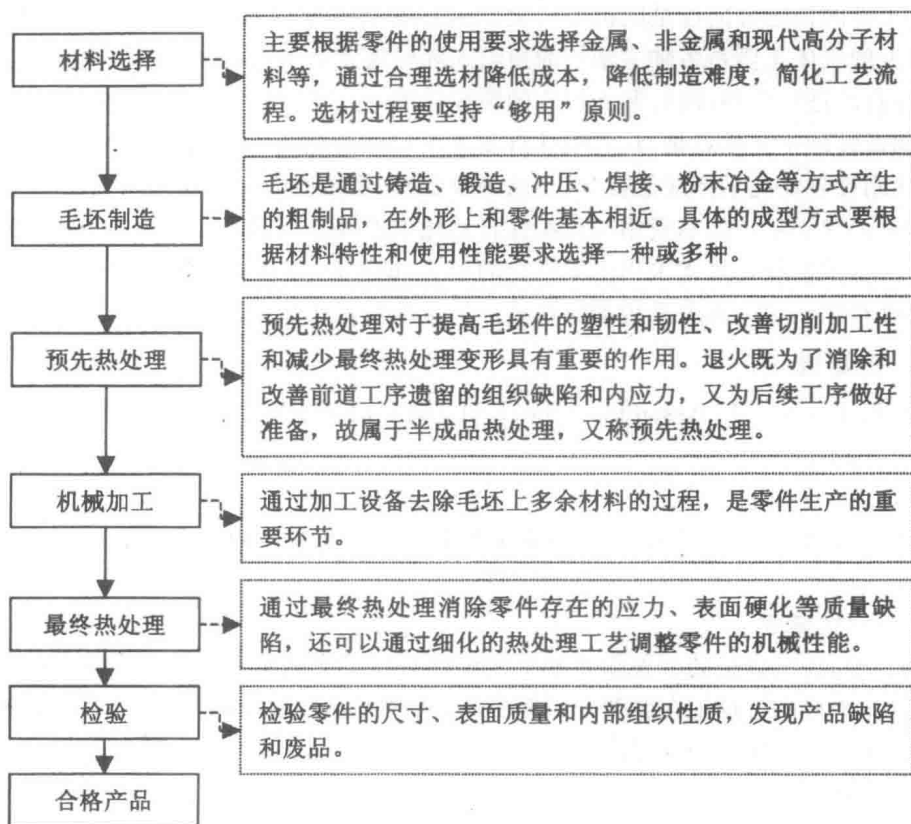 材料选择
主要根据零件的使用要求选择金属、非金属和现代高分子材
料等，通过合理选材降低成本，降低制造难度，简化工艺流
程。选材过程要坚持“够用”原则。
毛坯制造
毛坯是通过铸造、锻造、冲压、焊接、粉末冶金等方式产生
的粗制品，在外形上和零件基本相近。具体的成型方式要根
据材料特性和使用性能要求选择一种或多种。
预先热处理
预先热处理对于提高毛坯件的塑性和韧性、改善切削加工性
和减少最终热处理变形具有重要的作用。退火既为了消除和
改善前道工序遗留的组织缺陷和内应力，又为后续工序做好
准备，故属于半成品热处理，又称预先热处理。
机械加工
通过加工设备去除毛坯上多余材料的过程，是零件生产的重
要环节。
最终热处理
通过最终热处理消除零件存在的应力、表面硬化等质量缺
陷，还可以通过细化的热处理工艺调整零件的机械性能。
检验
检验零件的尺寸、表面质量和内部组织性质，发现产品缺陷
和废品。
合格产品